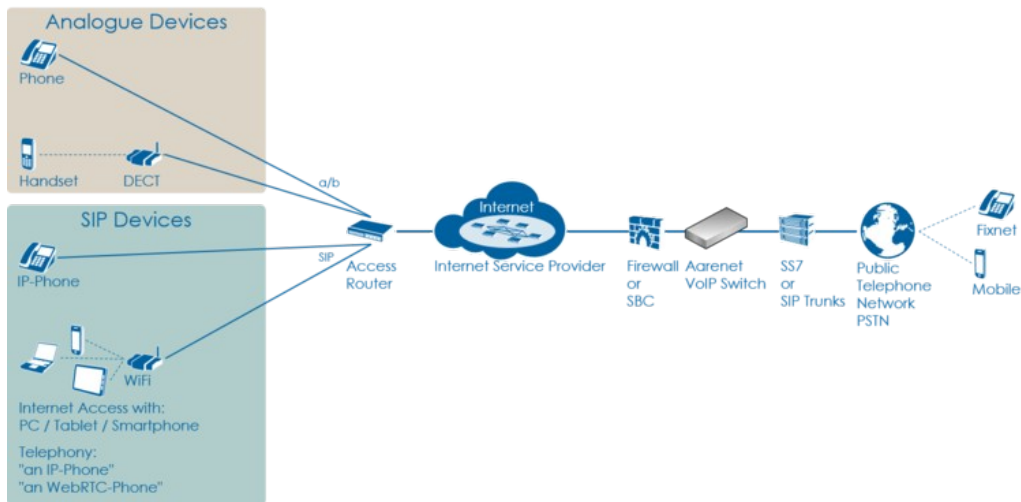 Analogue Devices
Phone
Handset
DECT
a/b
SIP Devices
IP-Phone
SIP
WiFi
Internet Access with:
PC / Tablet / Smartphone
Telephony:
"an IP-Phone"
"an WebRTC-Phone"
Access
Router
Internet
Internet Service Provider
Firewall
or
SBC
Aarenet
VoIP Switch
SS7
or
SIP Trunks
Public
Telephone
Network
PSTN
Fixnet
Mobile